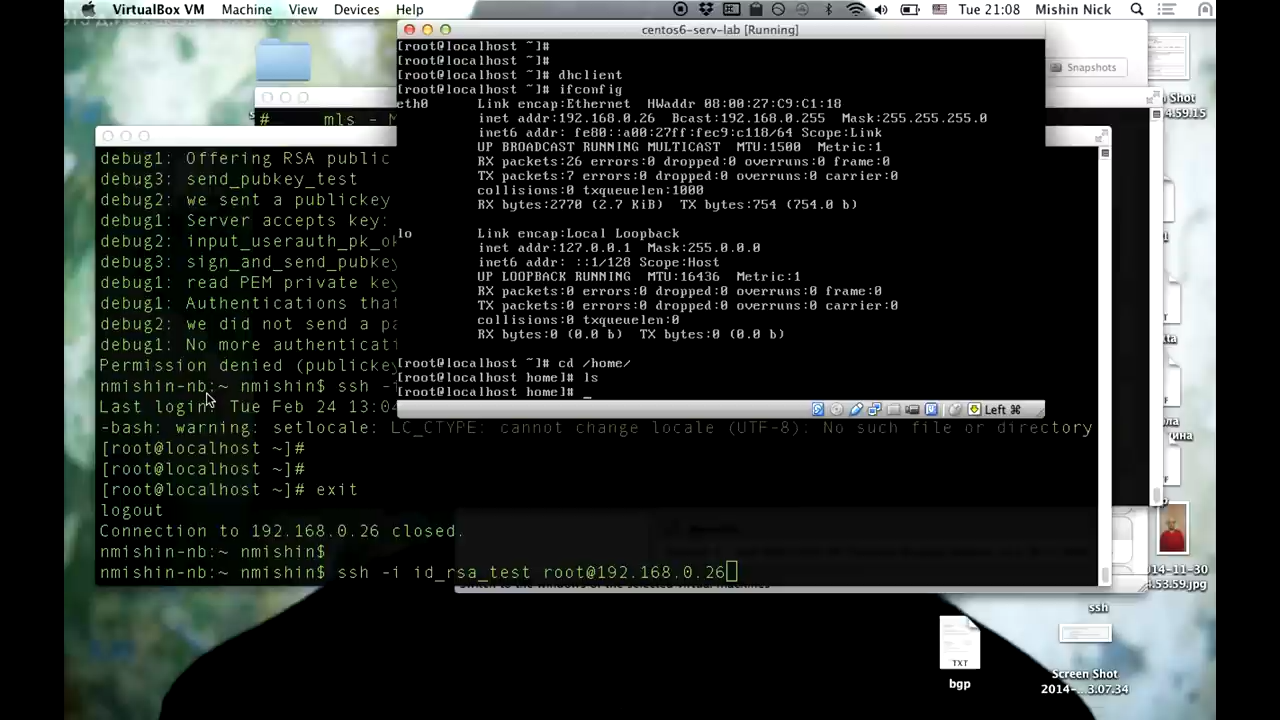 VirtualBox VM Machine View Devices Help Tue 21:08 Mishin Nick
centos6-serv-lab [Running]
[root@localhost ~]#
[root@localhost ~]#
[root@localhost ~]# dhclient
[root@localhost ~]# ifconfig
eth0 Link encap:Ethernet HWaddr 08:00:27:C9:C1:18
inet addr:192.168.0.26 Bcast:192.168.0.255 Mask:255.255.255.0
inet6 addr: fe80::a00:27ff:fec9:c118/64 Scope:Link
UP BROADCAST RUNNING MULTICAST MTU:1500 Metric:1
RX packets:26 errors:0 dropped:0 overruns:0 frame:0
TX packets:7 errors:0 dropped:0 overruns:0 carrier:0
collisions:0 txqueuelen:1000
RX bytes:2770 (2.7 KiB) TX bytes:754 (754.0 b)
lo Link encap:Local Loopback
inet addr:127.0.0.1 Mask:255.0.0.0
inet6 addr: ::1/128 Scope:Host
UP LOOPBACK RUNNING MTU:16436 Metric:1
RX packets:0 errors:0 dropped:0 overruns:0 frame:0
TX packets:0 errors:0 dropped:0 overruns:0 carrier:0
collisions:0 txqueuelen:0
RX bytes:0 (0.0 b) TX bytes:0 (0.0 b)
[root@localhost ~]# cd /home/
[root@localhost home]# ls
[root@localhost home]# _
Left ⌘
Snapshots
# mls - M
debug1: Offering RSA public
debug3: send_pubkey_test
debug2: we sent a publickey
debug1: Server accepts key:
debug2: input_userauth_pk_ok
debug3: sign_and_send_pubkey
debug1: read PEM private key
debug1: Authentications that
debug2: we did not send a pa
debug1: No more authenticati
Permission denied (publickey
nmishin-nb:~ nmishin$ ssh -i
Last login: Tue Feb 24 13:04
-bash: warning: setlocale: LC_CTYPE: cannot change locale (UTF-8): No such file or directory
[root@localhost ~]#
[root@localhost ~]#
[root@localhost ~]# exit
logout
Connection to 192.168.0.26 closed.
nmishin-nb:~ nmishin$
nmishin-nb:~ nmishin$ ssh -i id_rsa_test root@192.168.0.26
Shot
4.59.15
014-11-30
4.53.59.jpg
ssh
TXT
bgp
Screen Shot
2014-...3.07.34